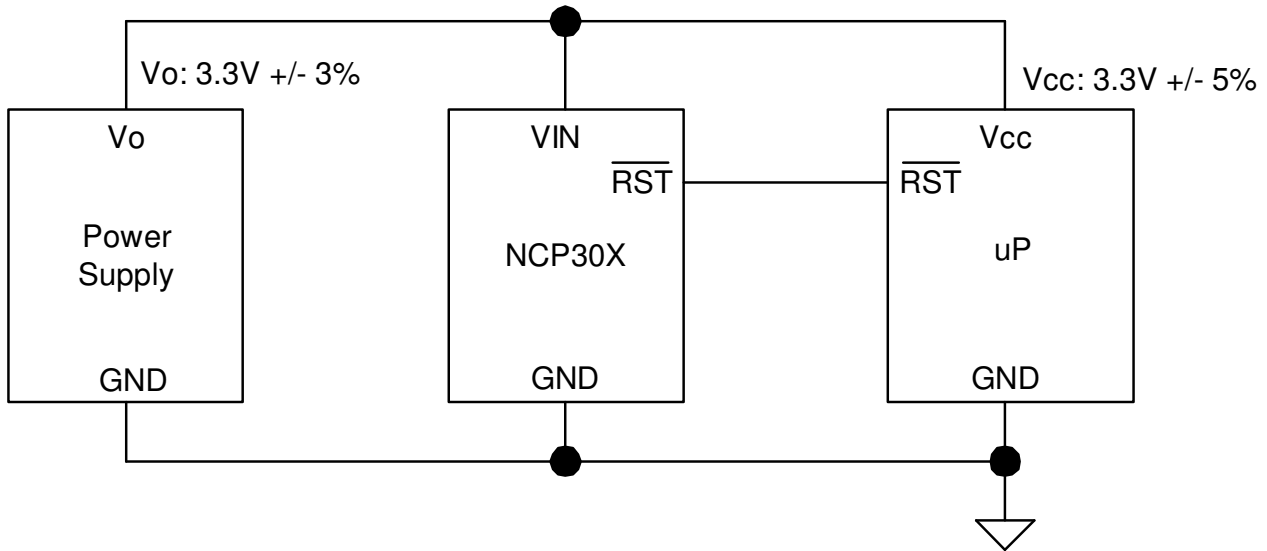 Vo: 3.3V +/- 3%
Vcc: 3.3V +/- 5%
Vo
VIN
Vcc
RST
RST
Power
Supply
NCP30X
uP
GND
GND
GND